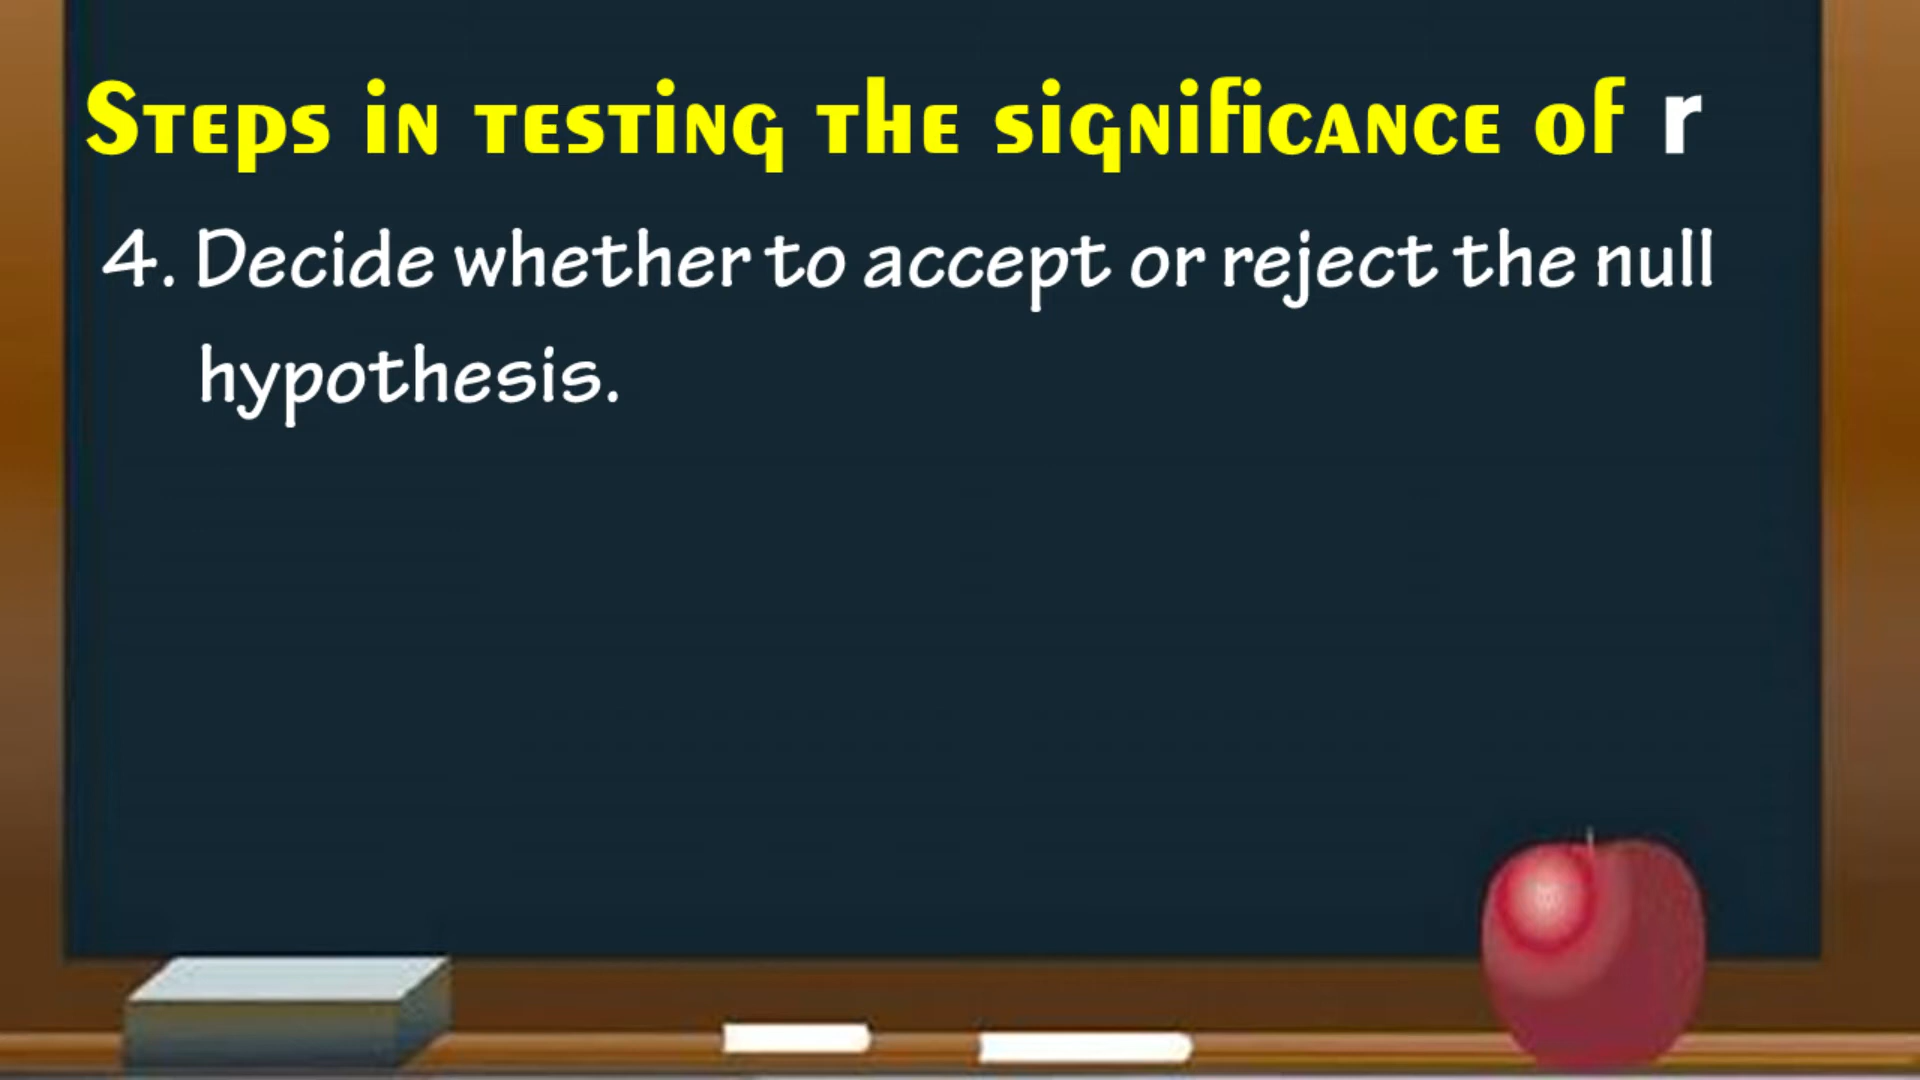 Steps in testing the significance of r
4. Decide whether to accept or reject the null
hypothesis.